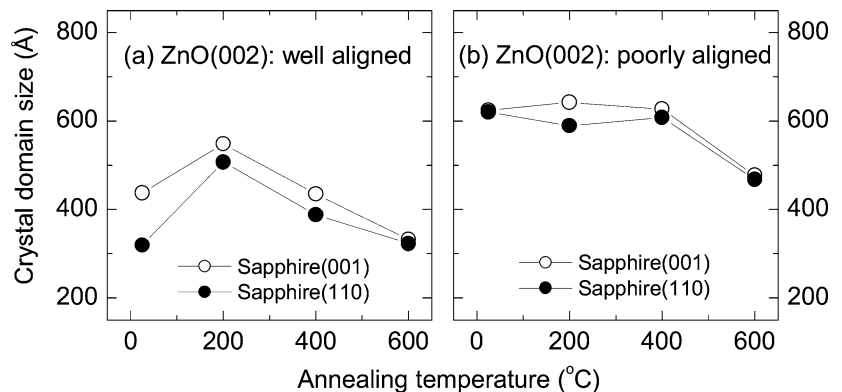 (a) ZnO(002): well aligned
(b) ZnO(002): poorly aligned
800
600
400
200
800
600
400
200
Crystal domain size (Å)
Sapphire(001)
Sapphire(110)
Sapphire(001)
Sapphire(110)
0 200 400 600
0 200 400 600
Annealing temperature (°C)